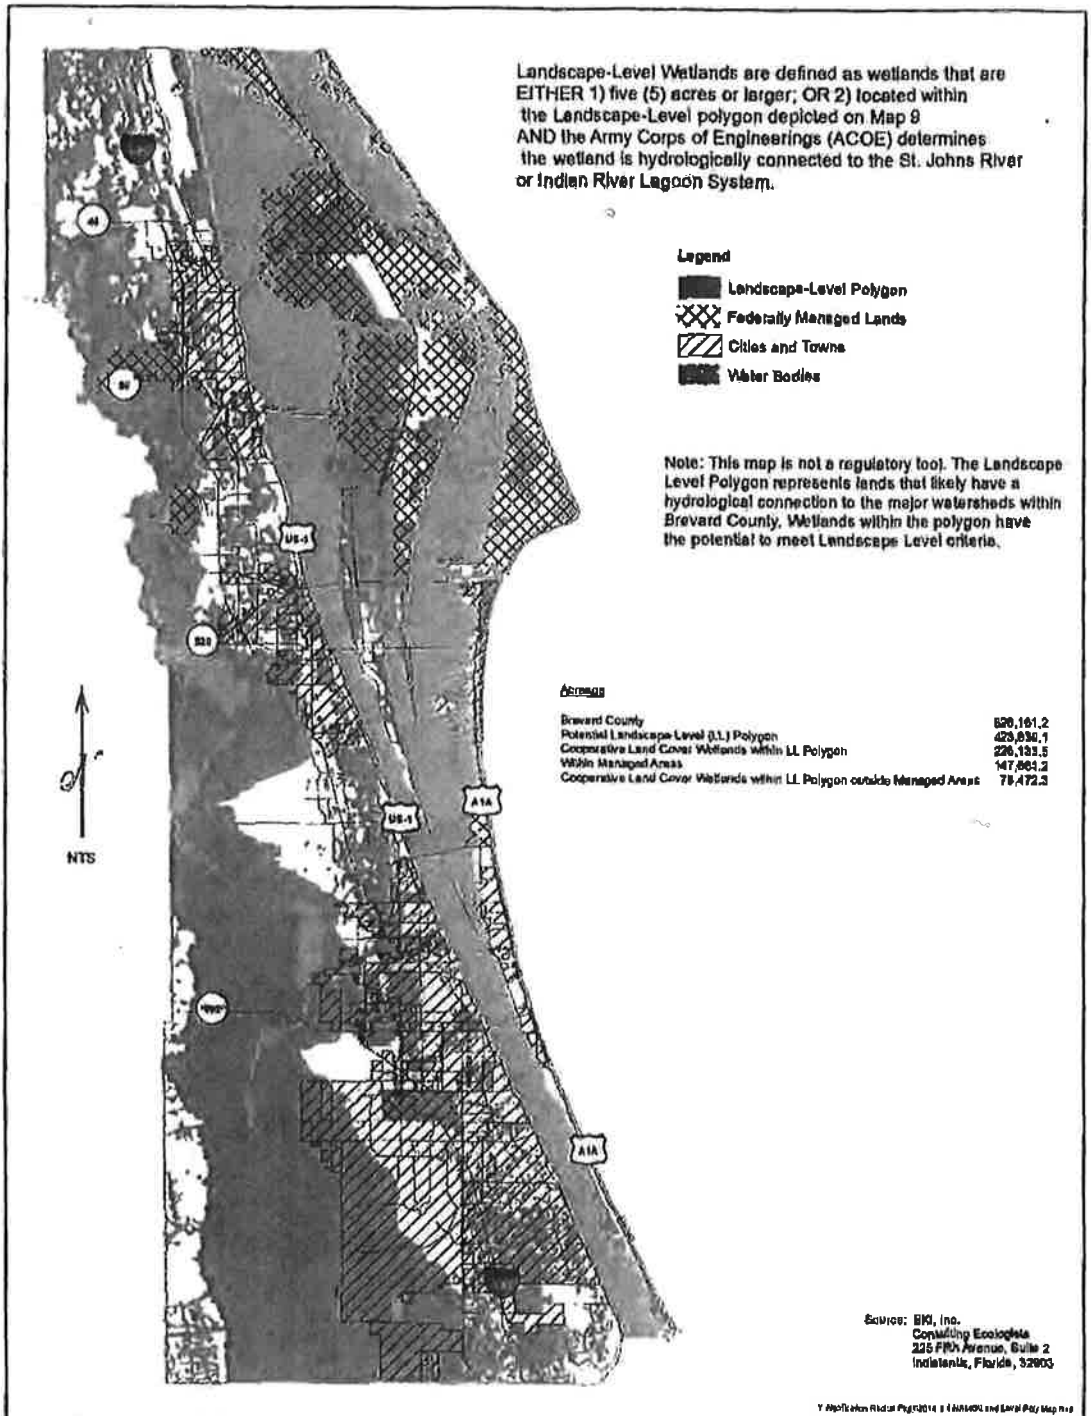 Landscape-Level Wetlands are defined as wetlands that are
EITHER 1) five (5) acres or larger; OR 2) located within
the Landscape-Level polygon depicted on Map 9
AND the Army Corps of Engineerings (ACOE) determines
the wetland is hydrologically connected to the St. Johns River
or Indian River Lagoon System.
Legend
Landscape-Level Polygon
Federally Managed Lands
Cities and Towns
Water Bodies
Note: This map is not a regulatory tool. The Landscape
Level Polygon represents lands that likely have a
hydrological connection to the major watersheds within
Brevard County. Wetlands within the polygon have
the potential to meet Landscape Level criteria.
US-1
520
Acreage
Brevard County
Potential Landscape-Level (LL) Polygon
Cooperative Land Cover Wetlands within LL Polygon
Within Managed Areas
Cooperative Land Cover Wetlands within LL Polygon outside Managed Areas
A1A
US-1
NTS
A1A
Source: BKI, Inc.
Consulting Ecologists
225 Fifth Avenue, Suite 2
Indialantic, Florida, 32903